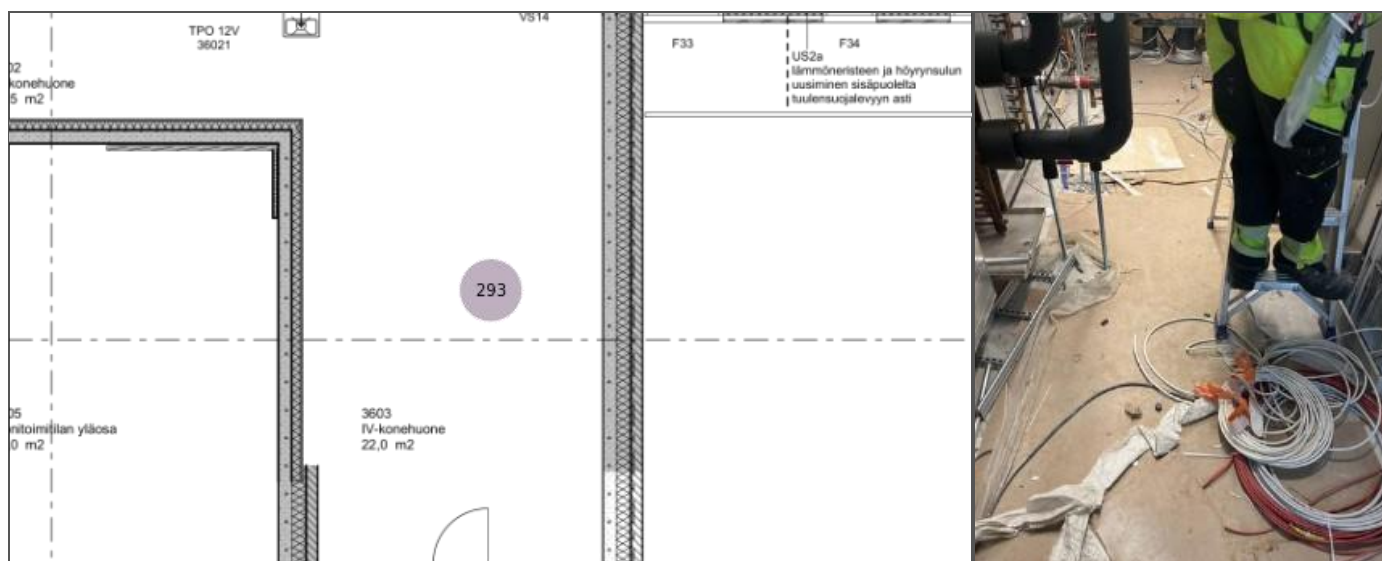 VS14
TPO 12V
36021
F33
F34
US2a
lämmöneristeen ja höyrynsulun
uusiminen sisäpuolelta
tuulensuojalevyyn asti
02
konehuone
5 m2
293
05
nitoimitilan yläosa
0 m2
3603
IV-konehuone
22,0 m2